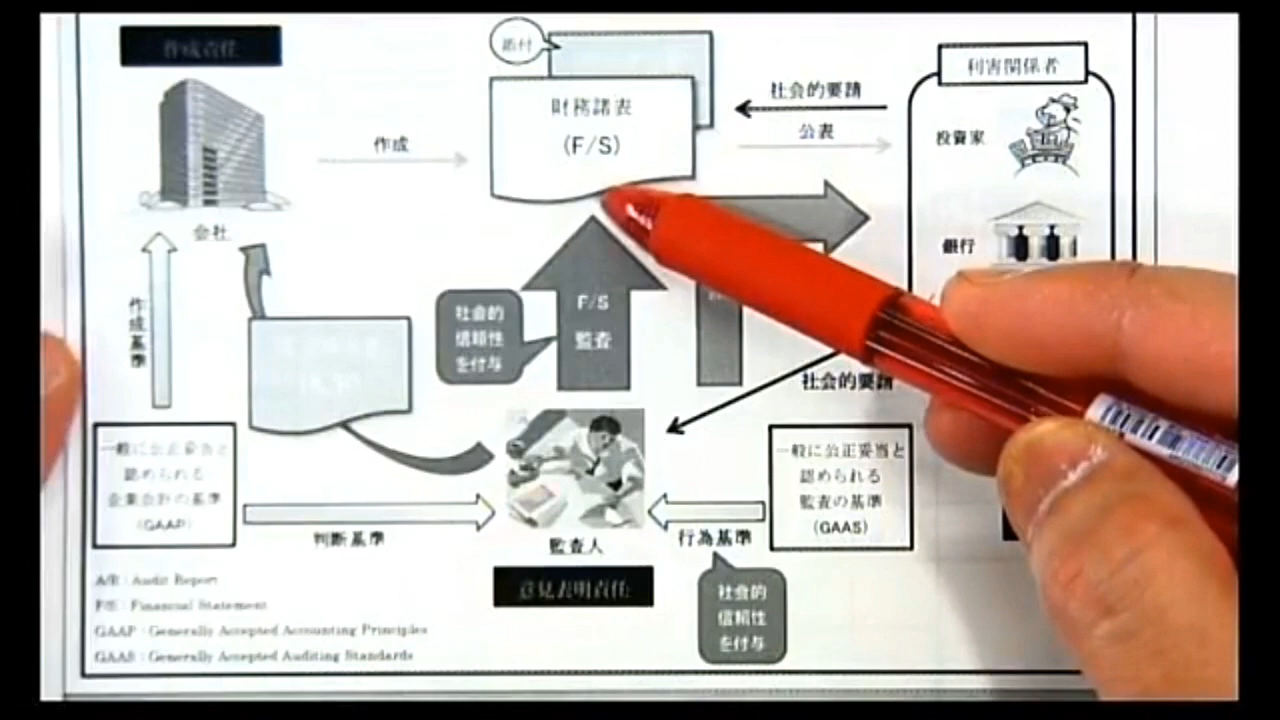 作成責任
添付
財務諸表
(F/S)
作成
社会的要請
公表
利害関係者
投資家
銀行
会社
作成基準
社会的
信頼性
を付与
F/S
監査
社会的要請
一般に公正妥当と
認められる
企業会計の基準
(GAAP)
判断基準
監査人
意見表明責任
行為基準
一般に公正妥当と
認められる
監査の基準
(GAAS)
社会的
信頼性
を付与
A/R：Audit Report
F/S：Financial Statement
GAAP：Generally Accepted Accounting Principles
GAAS：Generally Accepted Auditing Standards